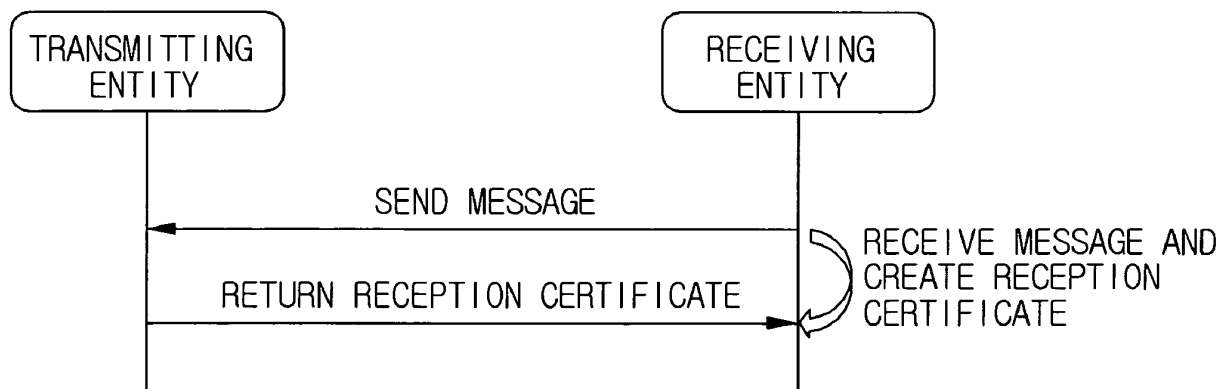 TRANSMITTING
ENTITY
RECEIVING
ENTITY
SEND MESSAGE
RECEIVE MESSAGE AND
CREATE RECEPTION
CERTIFICATE
RETURN RECEPTION CERTIFICATE